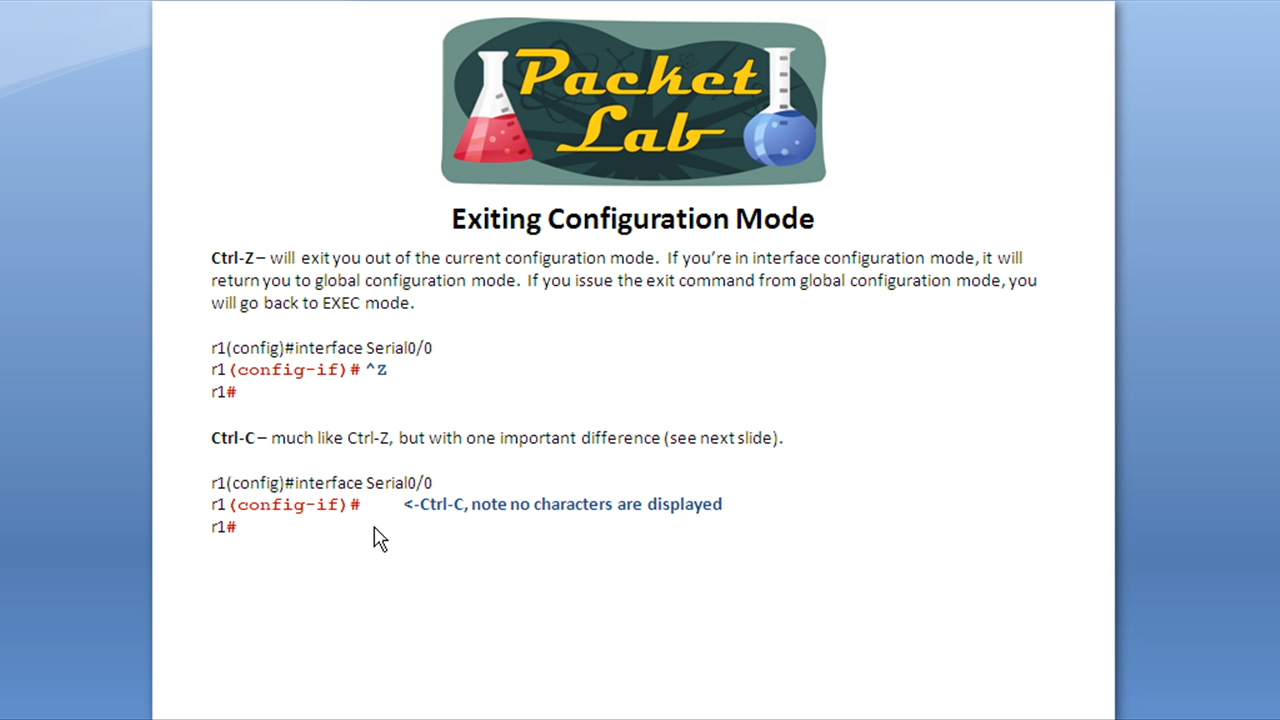 Packet
Lab
Exiting Configuration Mode
Ctrl-Z – will exit you out of the current configuration mode. If you're in interface configuration mode, it will
return you to global configuration mode. If you issue the exit command from global configuration mode, you
will go back to EXEC mode.
r1(config)#interface Serial0/0
r1(config-if)# ^Z
r1#
Ctrl-C – much like Ctrl-Z, but with one important difference (see next slide).
r1(config)#interface Serial0/0
r1(config-if)# <-Ctrl-C, note no characters are displayed
r1#